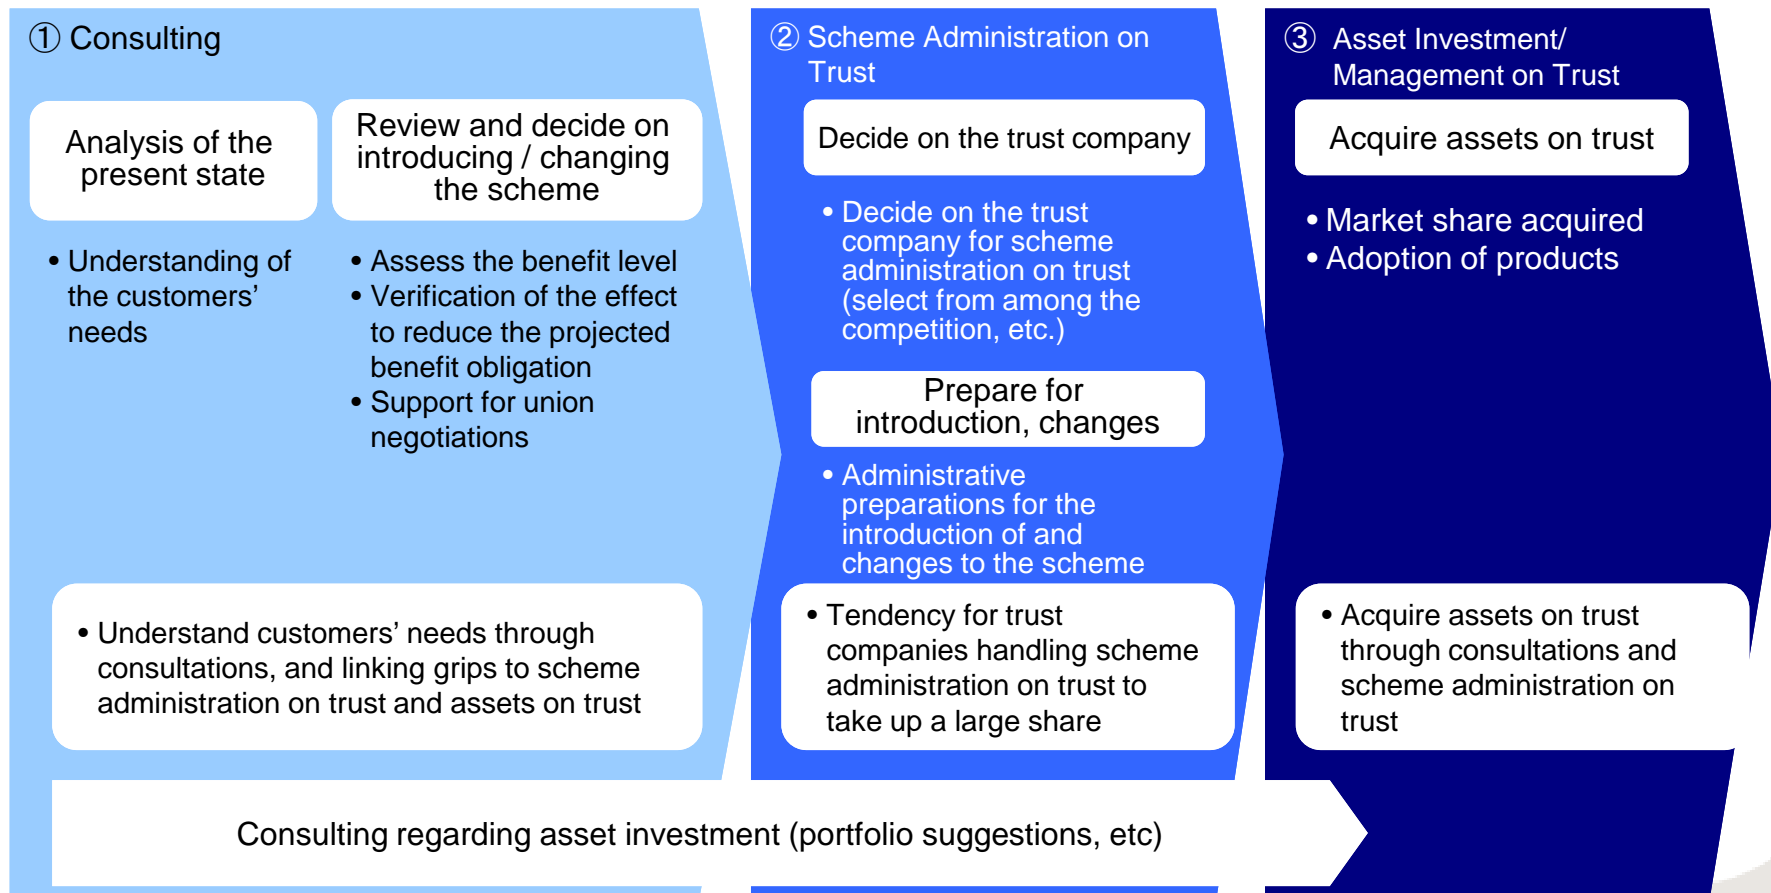 ① Consulting
Analysis of the
present state
• Understanding of
the customers’
needs
Review and decide on
introducing / changing
the scheme
• Assess the benefit level
• Verification of the effect
to reduce the projected
benefit obligation
• Support for union
negotiations
• Understand customers’ needs through
consultations, and linking grips to scheme
administration on trust and assets on trust
② Scheme Administration on
Trust
Decide on the trust company
• Decide on the trust
company for scheme
administration on trust
(select from among the
competition, etc.)
Prepare for
introduction, changes
• Administrative
preparations for the
introduction of and
changes to the scheme
• Tendency for trust
companies handling scheme
administration on trust to
take up a large share
③ Asset Investment/
Management on Trust
Acquire assets on trust
• Market share acquired
• Adoption of products
• Acquire assets on trust
through consultations and
scheme administration on
trust
Consulting regarding asset investment (portfolio suggestions, etc)